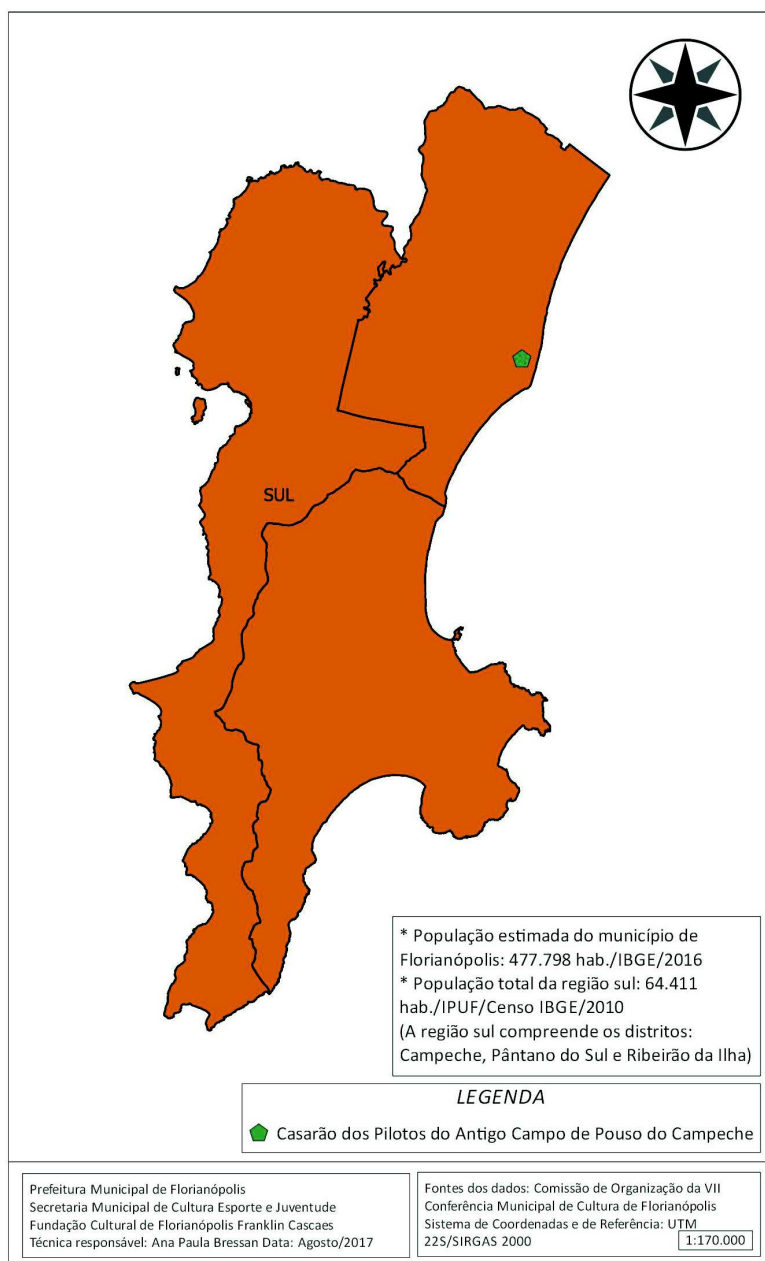 SUL
* População estimada do município de
Florianópolis: 477.798 hab./IBGE/2016
* População total da região sul: 64.411
hab./IPUF/Censo IBGE/2010
(A região sul compreende os distritos:
Campeche, Pântano do Sul e Ribeirão da Ilha)
LEGENDA
Casarão dos Pilotos do Antigo Campo de Pouso do Campeche
Prefeitura Municipal de Florianópolis
Secretaria Municipal de Cultura Esporte e Juventude
Fundação Cultural de Florianópolis Franklin Cascaes
Técnica responsável: Ana Paula Bressan Data: Agosto/2017
Fontes dos dados: Comissão de Organização da VII
Conferência Municipal de Cultura de Florianópolis
Sistema de Coordenadas e de Referência: UTM
22S/SIRGAS 2000
1:170.000